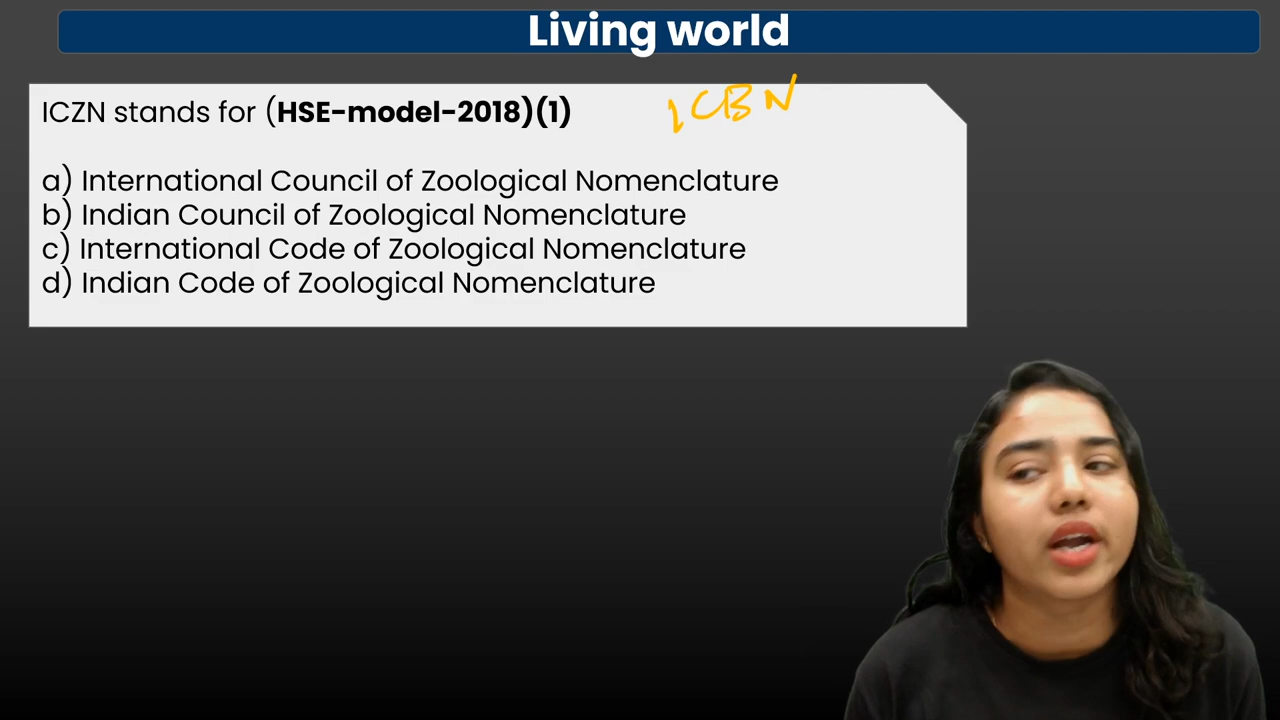 Living world
ICZN stands for (HSE-model-2018)(1)
ICBN
a) International Council of Zoological Nomenclature
b) Indian Council of Zoological Nomenclature
c) International Code of Zoological Nomenclature
d) Indian Code of Zoological Nomenclature